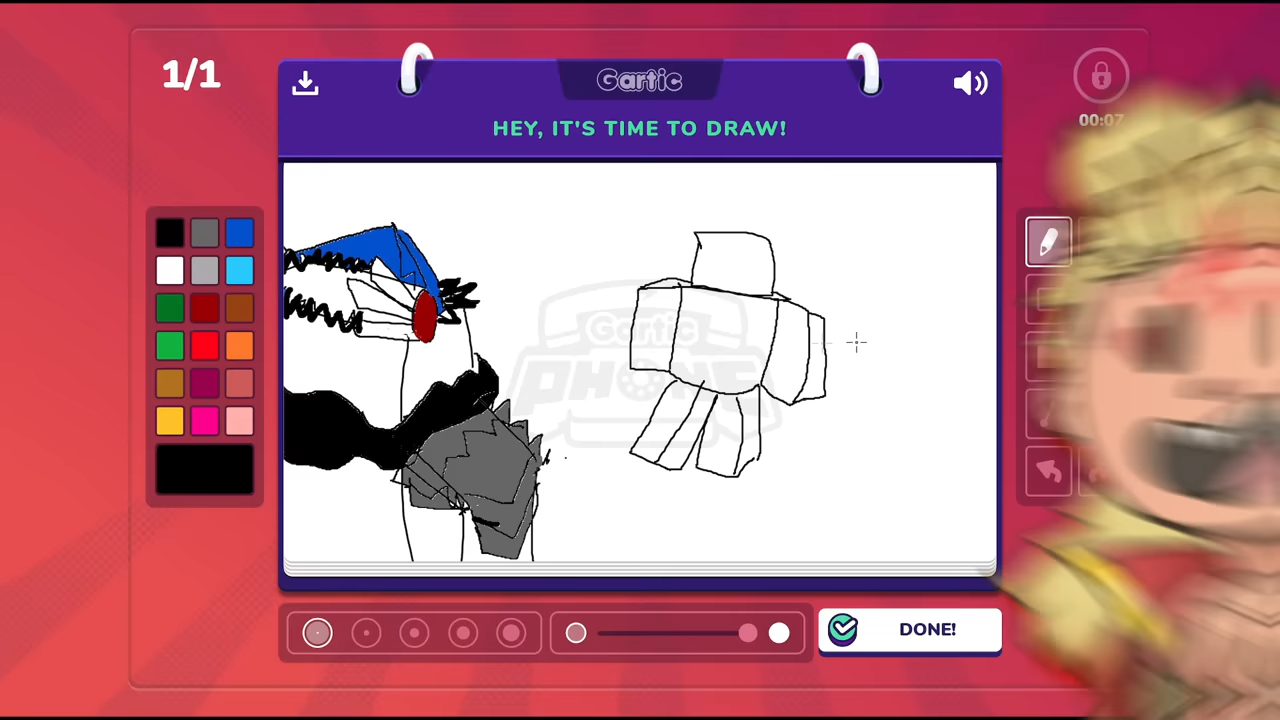 1/1
Gartic
HEY, IT'S TIME TO DRAW!
00:07
Gartic
PHONE
DONE!